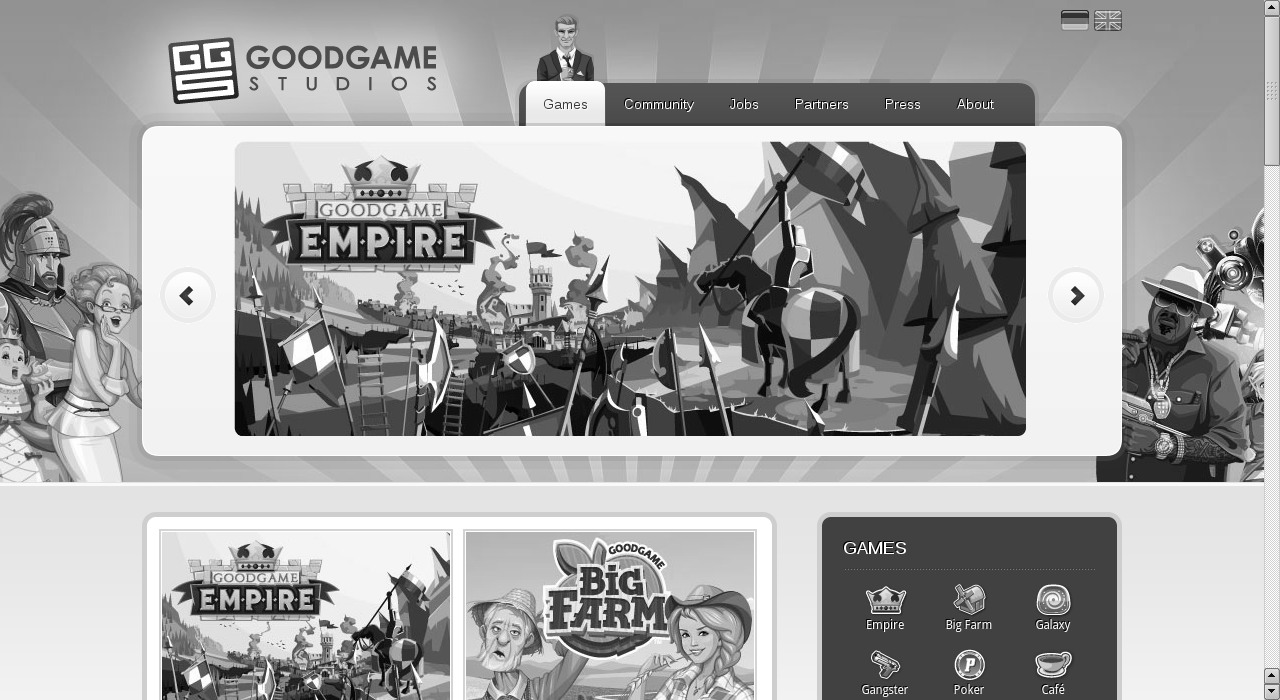 GOODGAME
STUDIOS
Games Community Jobs Partners Press About
GOODGAME
EMPIRE
GOODGAME
EMPIRE
GOODGAME
BIG
FARM
GAMES
Empire Big Farm Galaxy
P
Gangster Poker Café